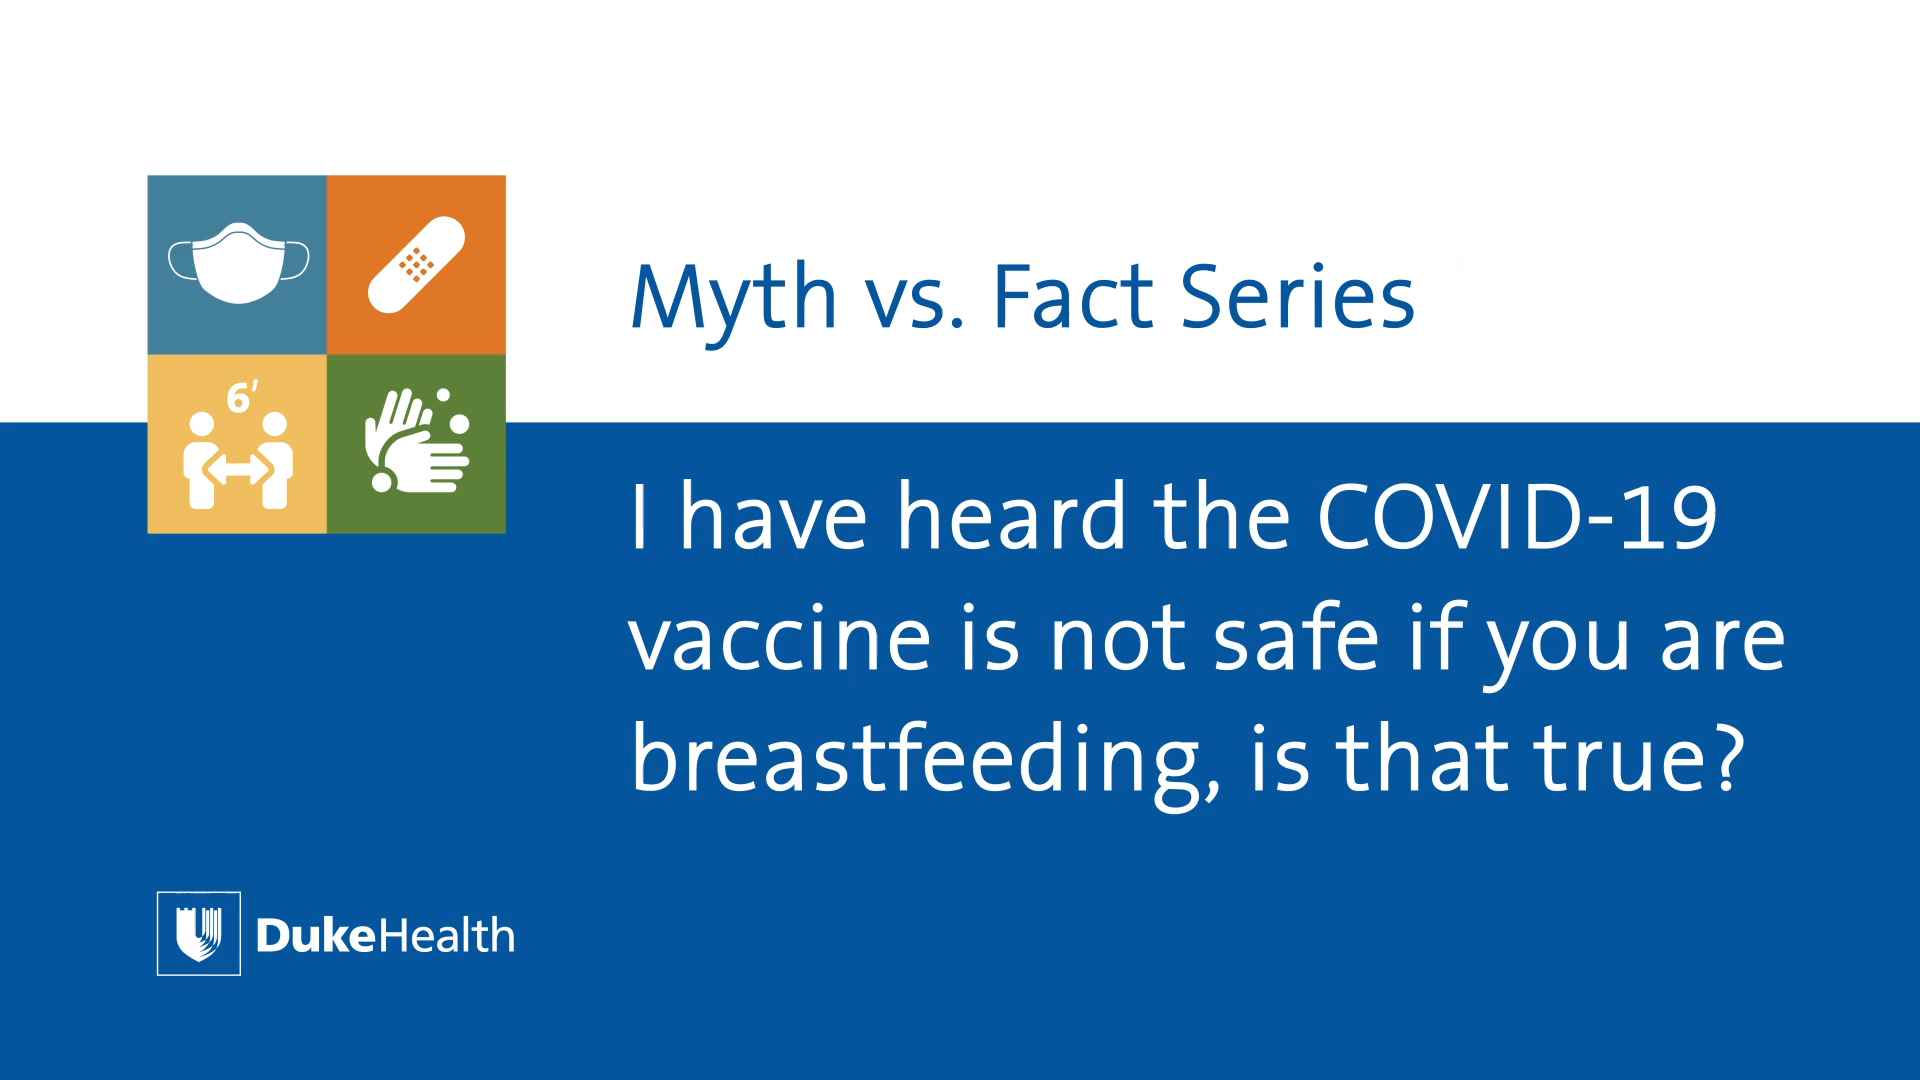 Myth vs. Fact Series
6'
I have heard the COVID-19
vaccine is not safe if you are
breastfeeding, is that true?
DukeHealth